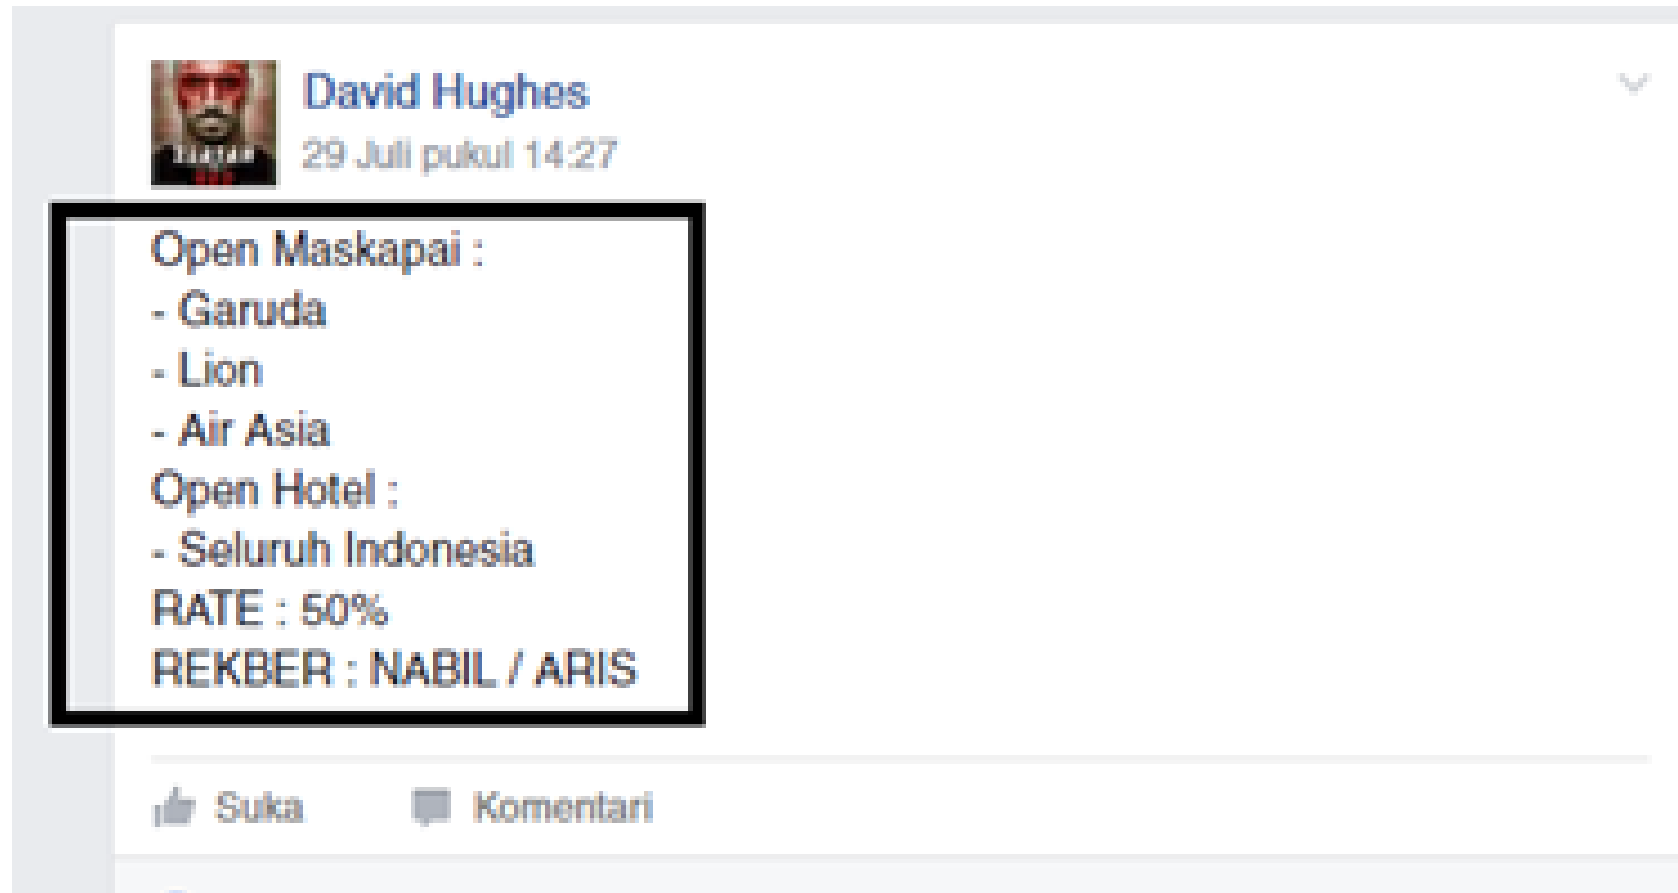 David Hughes
29 Juli pukul 14:27
Open Maskapai :
- Garuda
- Lion
- Air Asia
Open Hotel :
- Seluruh Indonesia
RATE : 50%
REKBER : NABIL / ARIS
Suka Komentari